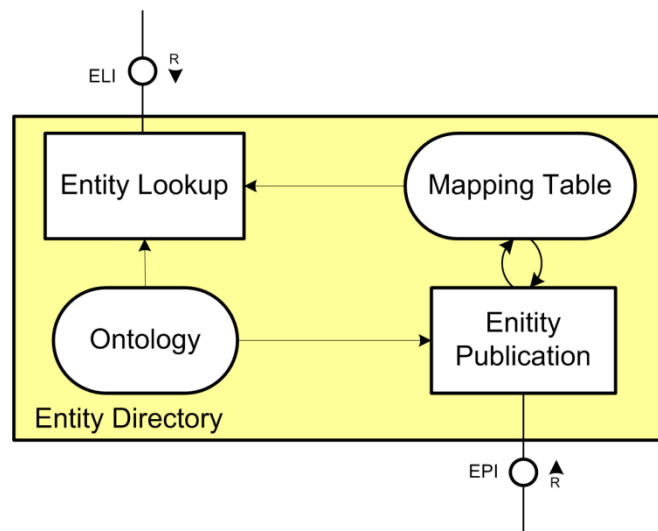 ELI
R
Entity Lookup
Mapping Table
Ontology
Enitity
Publication
Entity Directory
EPI
R